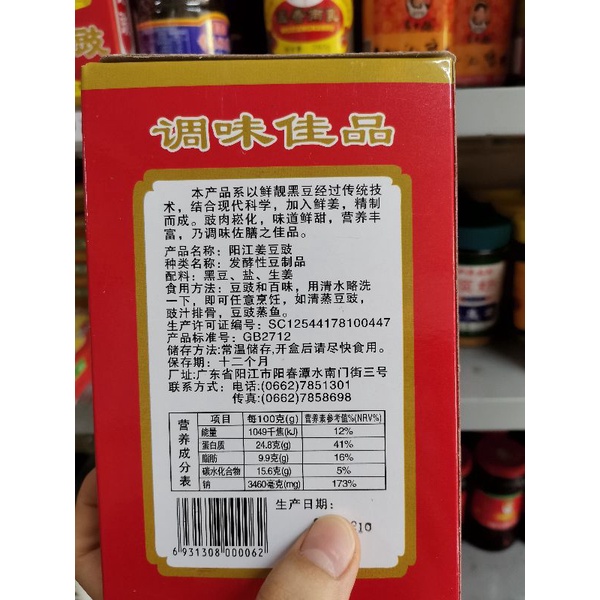 调味佳品
本产品系以鲜靓黑豆经过传统技
术，结合现代科学，加入鲜姜，精制
而成。豉肉崧化，味道鲜甜，营养丰
富，乃调味佐膳之佳品。
产品名称：阳江姜豆豉
种类名称：发酵性豆制品
配料：黑豆、盐、生姜
食用方法：豆豉和百味，用清水略洗
一下，即可任意烹饪，如清蒸豆豉，
豉汁排骨，豆豉蒸鱼。
生产许可证编号：SC12544178100447
产品标准号：GB2712
储存方法:常温储存,开盒后请尽快食用。
保存期：十二个月
厂址:广东省阳江市阳春潭水南门街三号
联系方式：电话:(0662)7851301
传真:(0662)7858698
营养成分表
项目 每100克(g) 营养素参考值%(NRV%)
能量 1049千焦(kJ) 12%
蛋白质 24.8克(g) 41%
脂肪 9.9克(g) 16%
碳水化合物 15.6克(g) 5%
钠 3460毫克(mg) 173%
生产日期：
6 931308 000062
豉